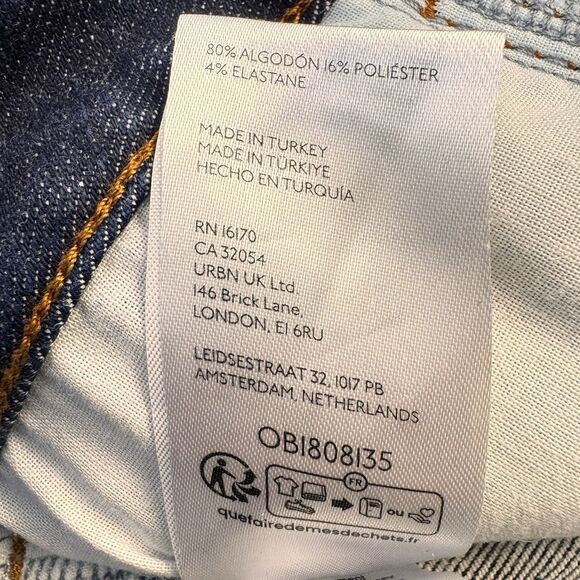 80% ALGODÓN 16% POLIÉSTER
4% ELASTANE
MADE IN TURKEY
MADE IN TÜRKIYE
HECHO EN TURQUÍA
RN 16170
CA 32054
URBN UK Ltd.
146 Brick Lane,
LONDON, E1 6RU
LEIDSESTRAAT 32, 1017 PB
AMSTERDAM, NETHERLANDS
OB1808135
FR
ou
quefairedemesdechets.fr